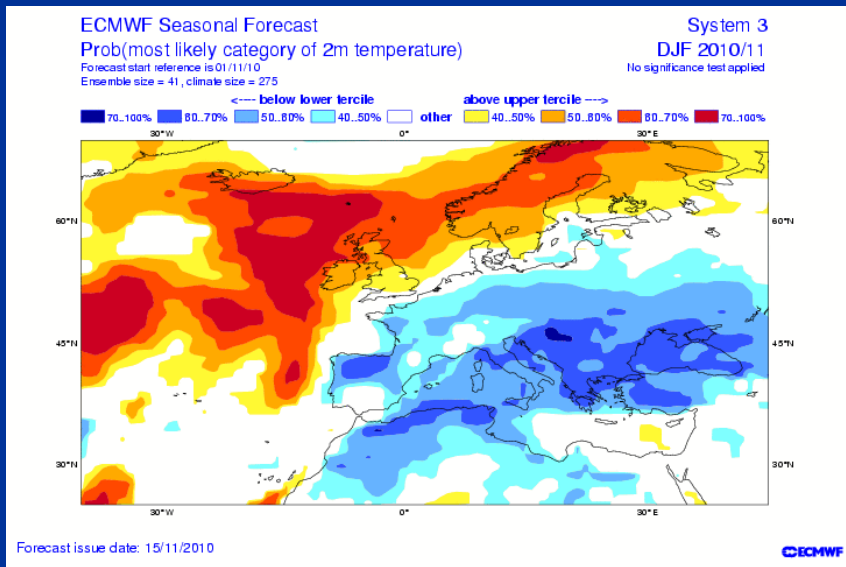 ECMWF Seasonal Forecast System 3
Prob(most likely category of 2m temperature) DJF 2010/11
Forecast start reference is 01/11/10 No significance test applied
Ensemble size = 41, climate size = 275
<---- below lower tercile above upper tercile ---->
70..100% 60..70% 50..60% 40..50% other 40..50% 50..60% 60..70% 70..100%
30°W 0° 30°E
60°N 60°N
45°N 45°N
30°N 30°N
30°W 0° 30°E
Forecast issue date: 15/11/2010 ECMWF